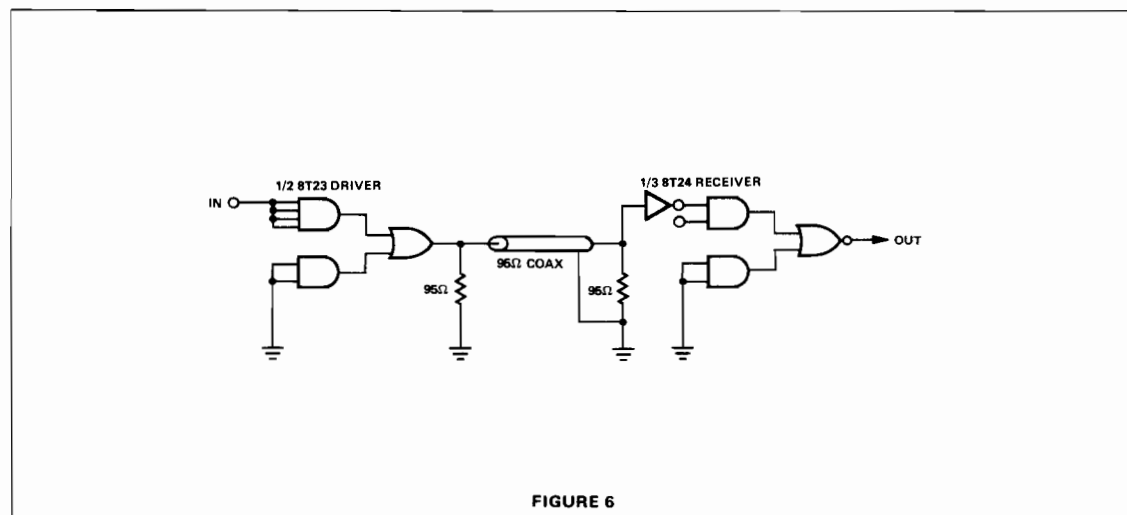 1/2 8T23 DRIVER
1/3 8T24 RECEIVER
IN
OUT
95Ω COAX
95Ω
95Ω
FIGURE 6